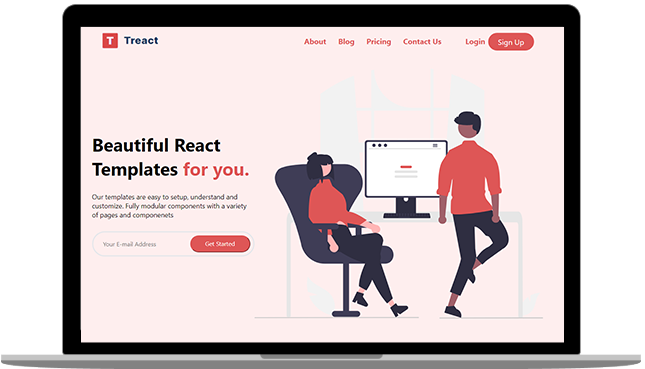 T Treact
About Blog Pricing Contact Us Login Sign Up
Beautiful React
Templates for you.
Our templates are easy to setup, understand and
customize. Fully modular components with a variety
of pages and componenets
Your E-mail Address Get Started